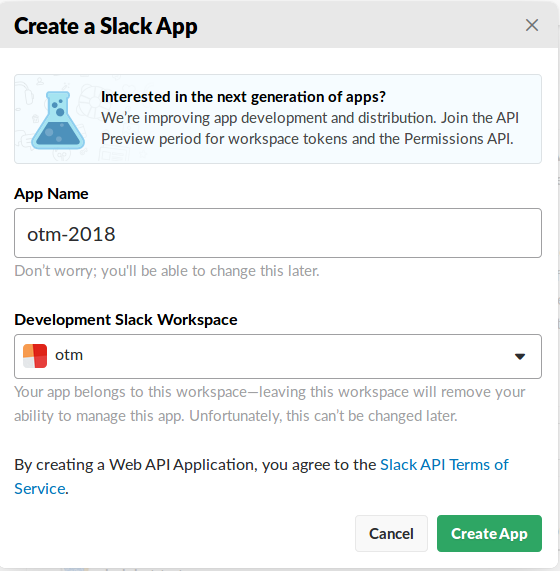 Create a Slack App
Interested in the next generation of apps?
We’re improving app development and distribution. Join the API
Preview period for workspace tokens and the Permissions API.
App Name
otm-2018
Don’t worry; you'll be able to change this later.
Development Slack Workspace
otm
Your app belongs to this workspace—leaving this workspace will remove your
ability to manage this app. Unfortunately, this can’t be changed later.
By creating a Web API Application, you agree to the Slack API Terms of
Service.
Cancel
Create App